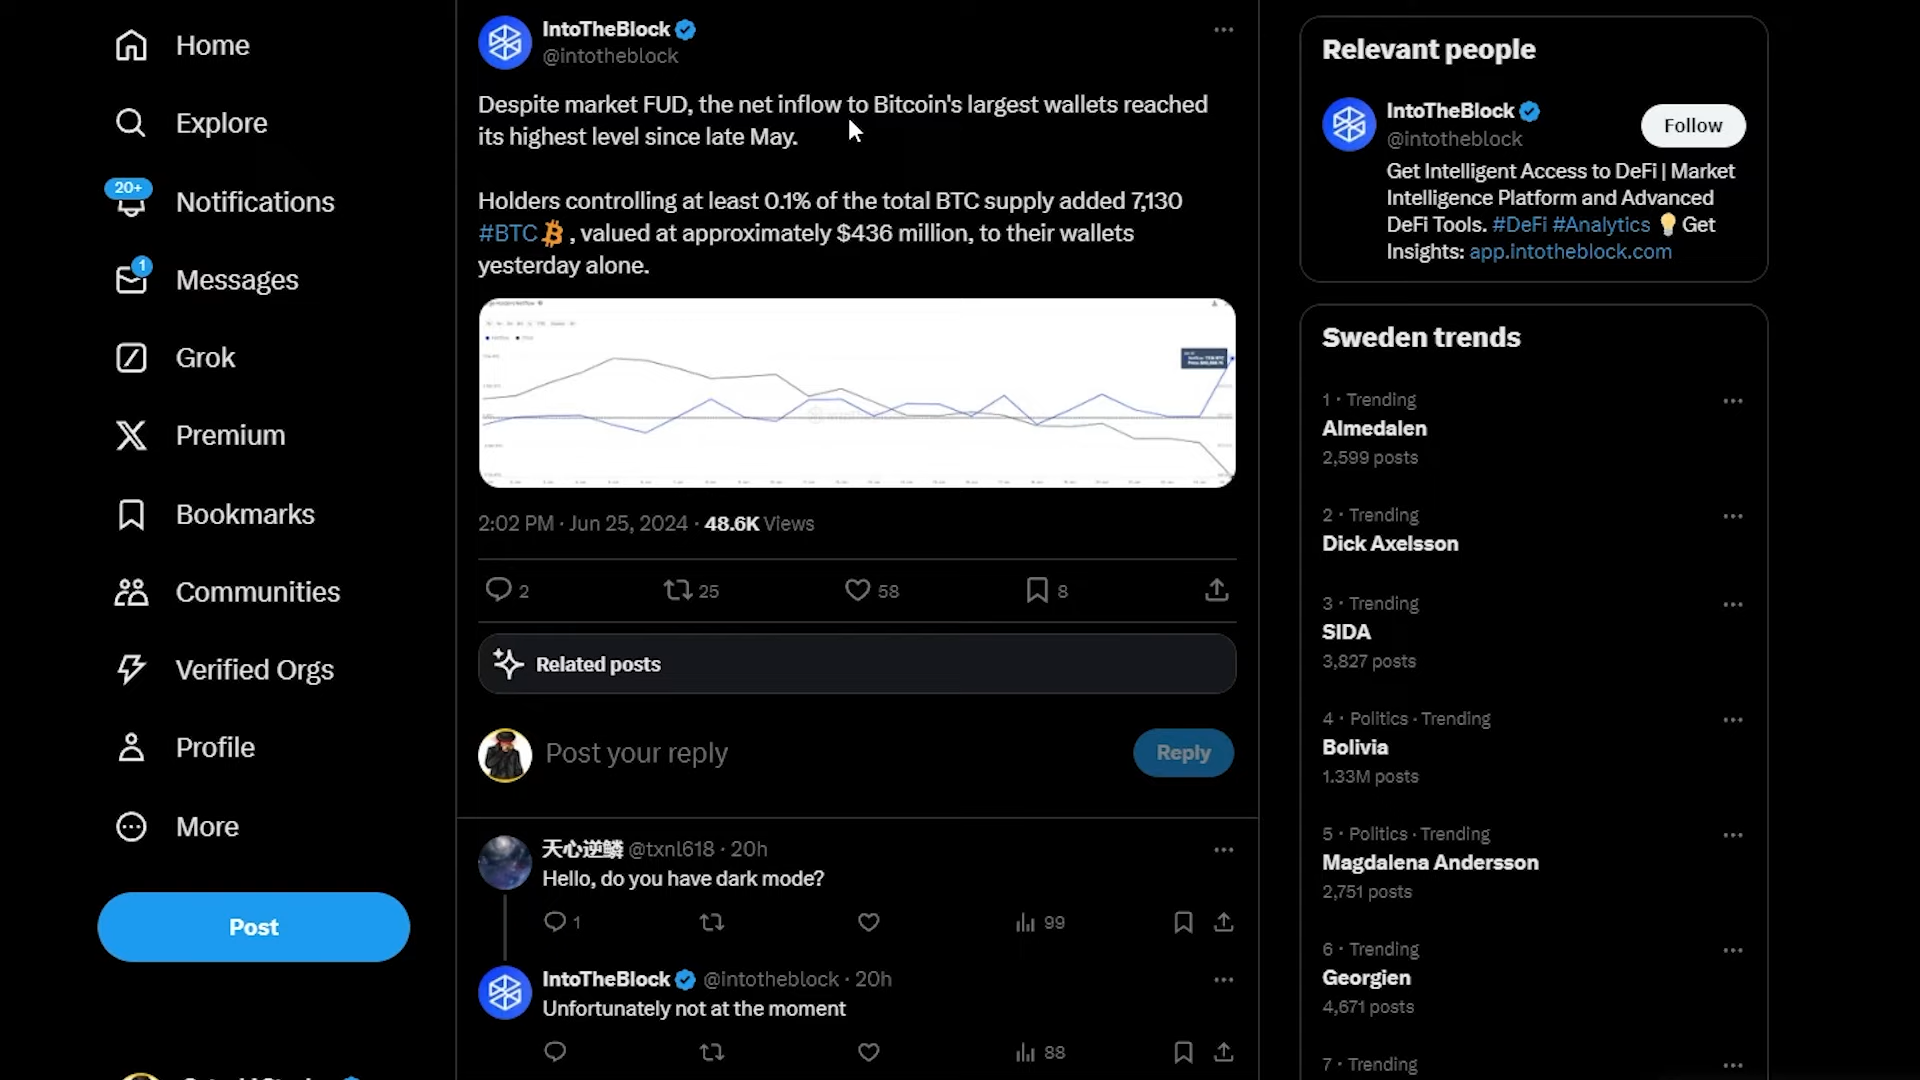 Home
Explore
20+
Notifications
1
Messages
Grok
Premium
Bookmarks
Communities
Verified Orgs
Profile
More
Post
IntoTheBlock
@intotheblock
Despite market FUD, the net inflow to Bitcoin's largest wallets reached
its highest level since late May.
Holders controlling at least 0.1% of the total BTC supply added 7,130
#BTC , valued at approximately $436 million, to their wallets
yesterday alone.
2:02 PM · Jun 25, 2024 · 48.6K Views
2 25 58 8
Related posts
Post your reply
Reply
天心逆鱗 @txnl618 · 20h
Hello, do you have dark mode?
1 99
IntoTheBlock @intotheblock · 20h
Unfortunately not at the moment
88
Relevant people
IntoTheBlock
@intotheblock
Follow
Get Intelligent Access to DeFi | Market
Intelligence Platform and Advanced
DeFi Tools. #DeFi #Analytics 💡 Get
Insights: app.intotheblock.com
Sweden trends
1 · Trending
Almedalen
2,599 posts
2 · Trending
Dick Axelsson
3 · Trending
SIDA
3,827 posts
4 · Politics · Trending
Bolivia
1.33M posts
5 · Politics · Trending
Magdalena Andersson
2,751 posts
6 · Trending
Georgien
4,671 posts
7 · Trending